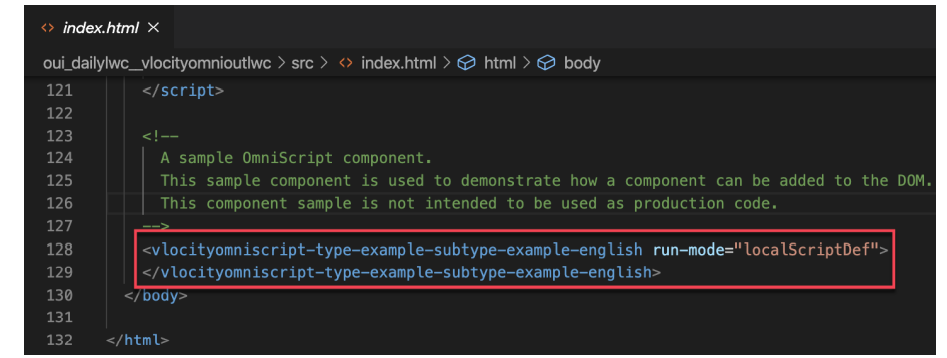 <> index.html ×
oui_dailylwc__vlocityomnioutlwc > src > <> index.html > html > body
121 </script>
122
123 <!--
124 A sample OmniScript component.
125 This sample component is used to demonstrate how a component can be added to the DOM.
126 This component sample is not intended to be used as production code.
127 -->
128 <vlocityomniscript-type-example-subtype-example-english run-mode="localScriptDef">
129 </vlocityomniscript-type-example-subtype-example-english>
130 </body>
131
132 </html>